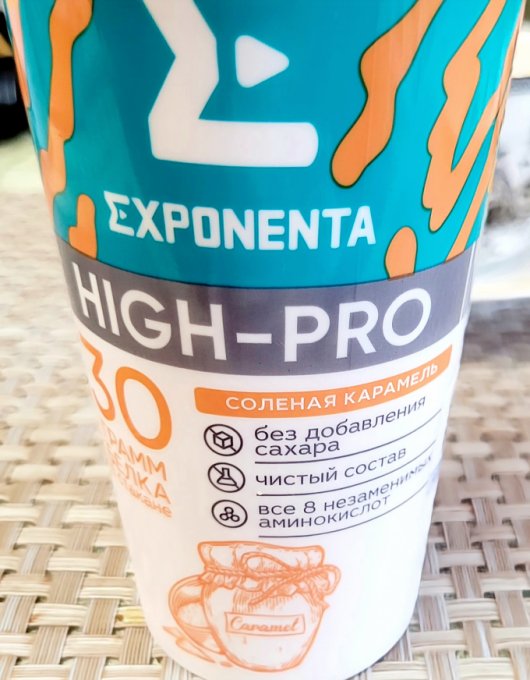 EXPONENTA
HIGH-PRO
30
СОЛЕНАЯ КАРАМЕЛЬ
без добавления
сахара
чистый состав
все 8 незаменимых
аминокислот
Caramel